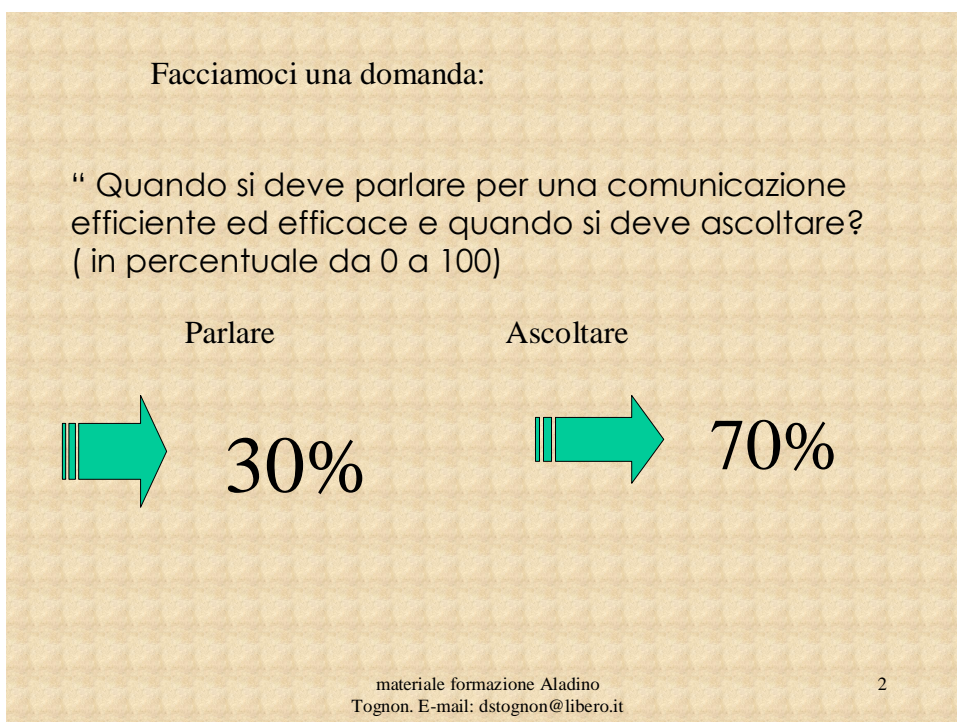 Facciamoci una domanda:
“ Quando si deve parlare per una comunicazione
efficiente ed efficace e quando si deve ascoltare?
( in percentuale da 0 a 100)
Parlare
Ascoltare
30%
70%
materiale formazione Aladino
Tognon. E-mail: dstognon@libero.it
2